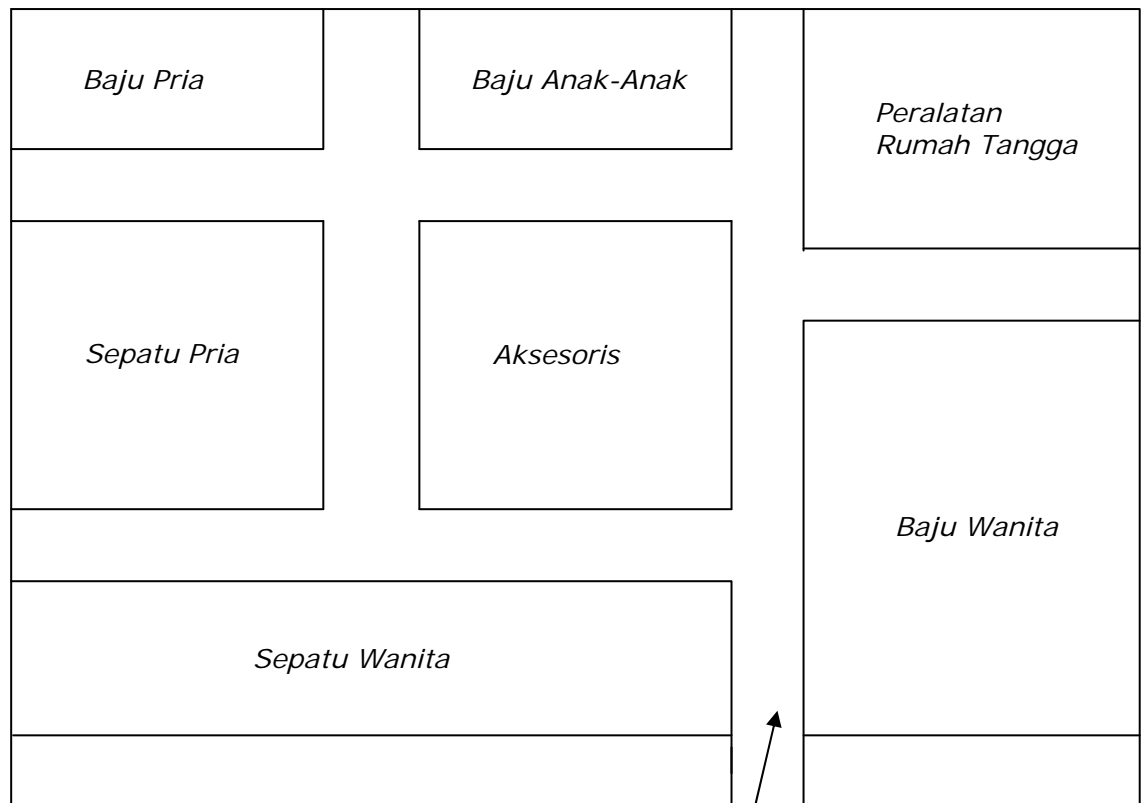 Baju Pria
Baju Anak-Anak
Peralatan
Rumah Tangga
Sepatu Pria
Aksesoris
Baju Wanita
Sepatu Wanita